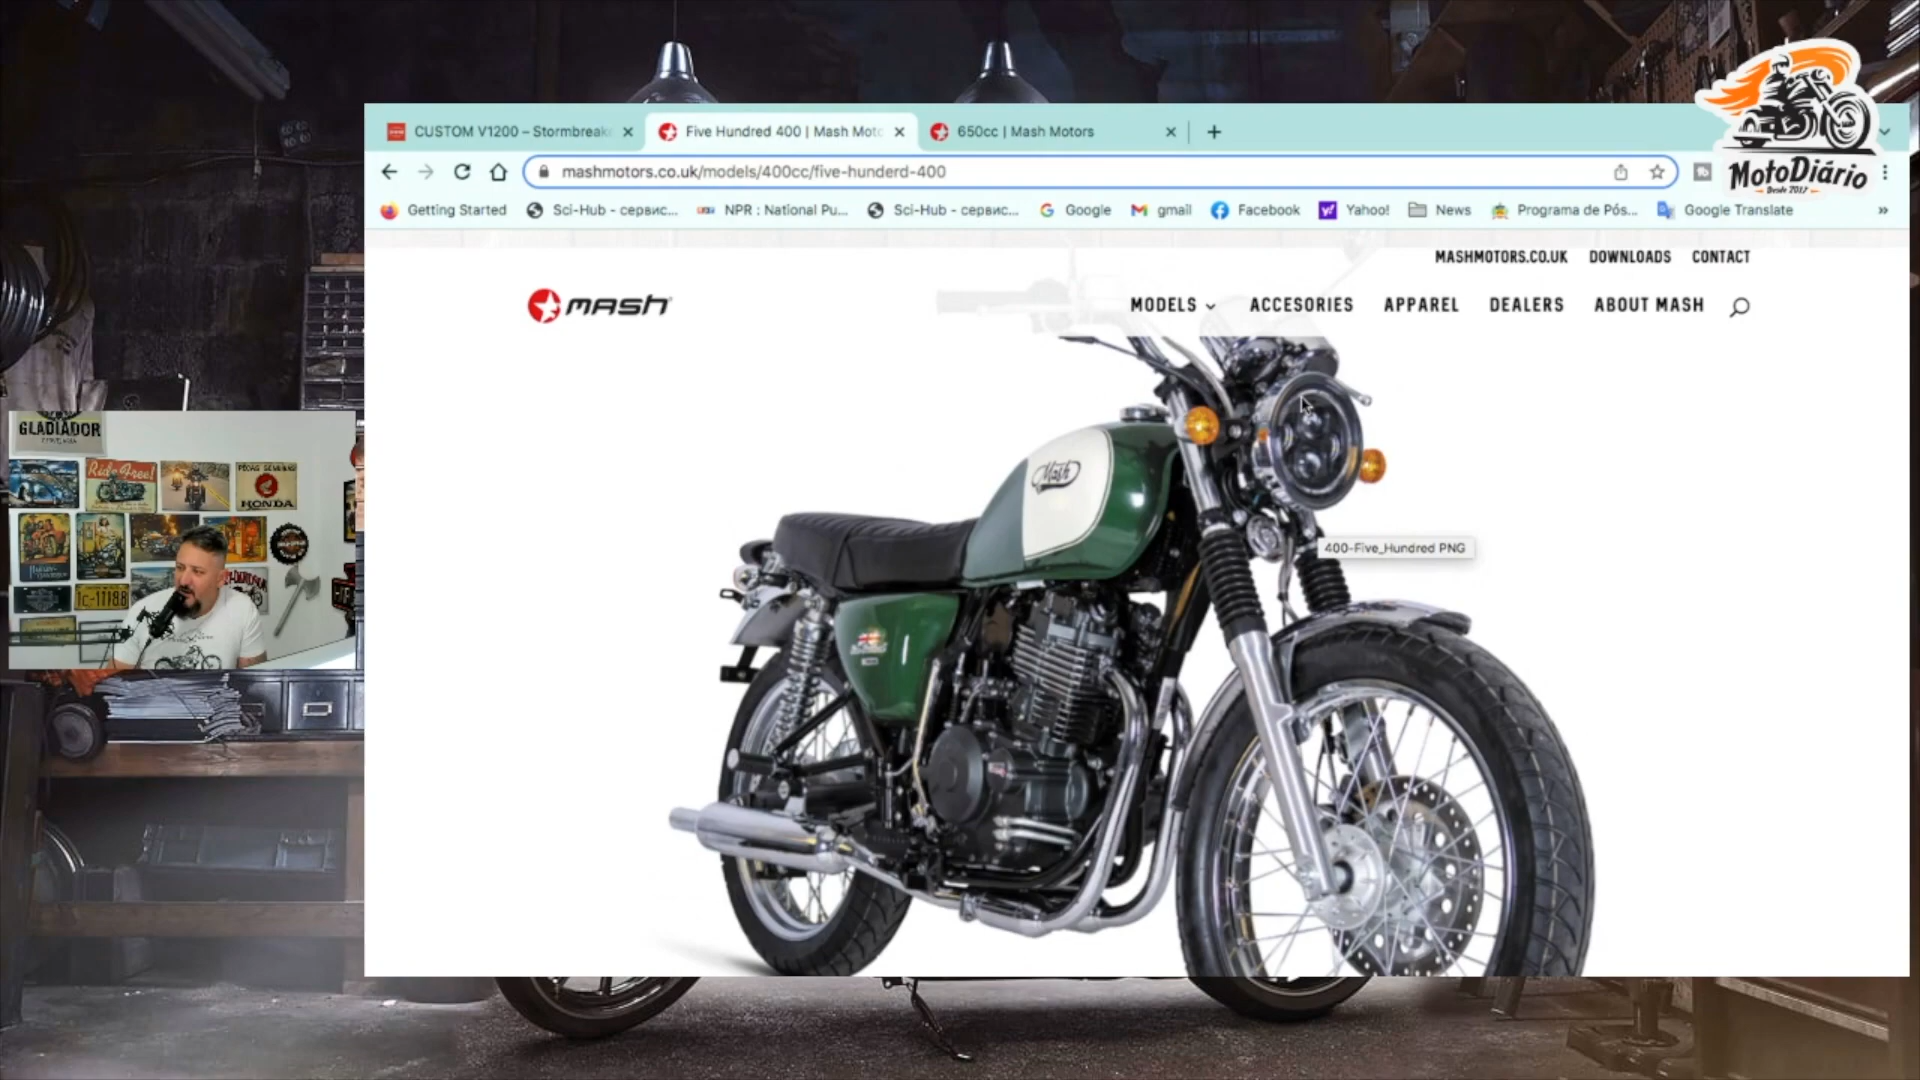 CUSTOM V1200 – Stormbreak
Five Hundred 400 | Mash Moto
650cc | Mash Motors
mashmotors.co.uk/models/400cc/five-hunderd-400
Getting Started
Sci-Hub - сервис...
NPR : National Pu...
Sci-Hub - сервис...
Google
gmail
Facebook
Yahoo!
News
Programa de Pós...
Google Translate
»
MotoDiário
Desde 2017
MASHMOTORS.CO.UK
DOWNLOADS
CONTACT
MASH
MODELS
ACCESORIES
APPAREL
DEALERS
ABOUT MASH
Mash
400-Five_Hundred PNG
GLADIADOR
Ride Free!
HONDA